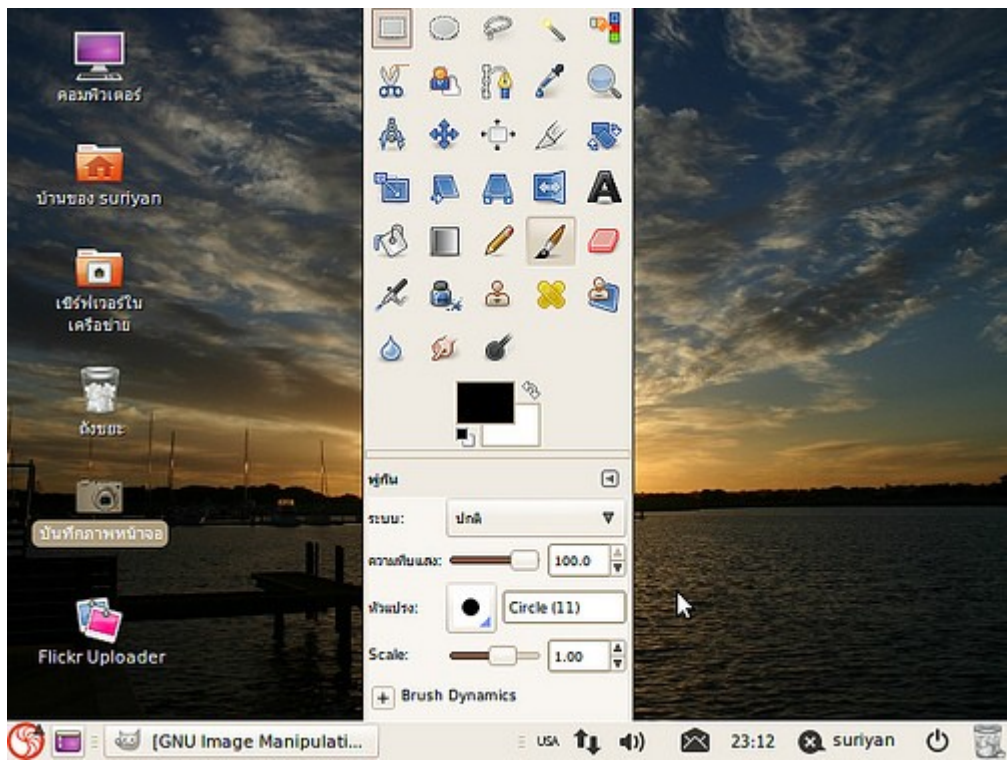 คอมพิวเตอร์
บ้านของ suriyan
เซิร์ฟเวอร์ใน
เครือข่าย
ถังขยะ
บันทึกภาพหน้าจอ
Flickr Uploader
พู่กัน
ระบบ: ปกติ
ความทึบแสง: 100.0
หัวแปรง: Circle (11)
Scale: 1.00
Brush Dynamics
[GNU Image Manipulati...
USA
23:12
suriyan